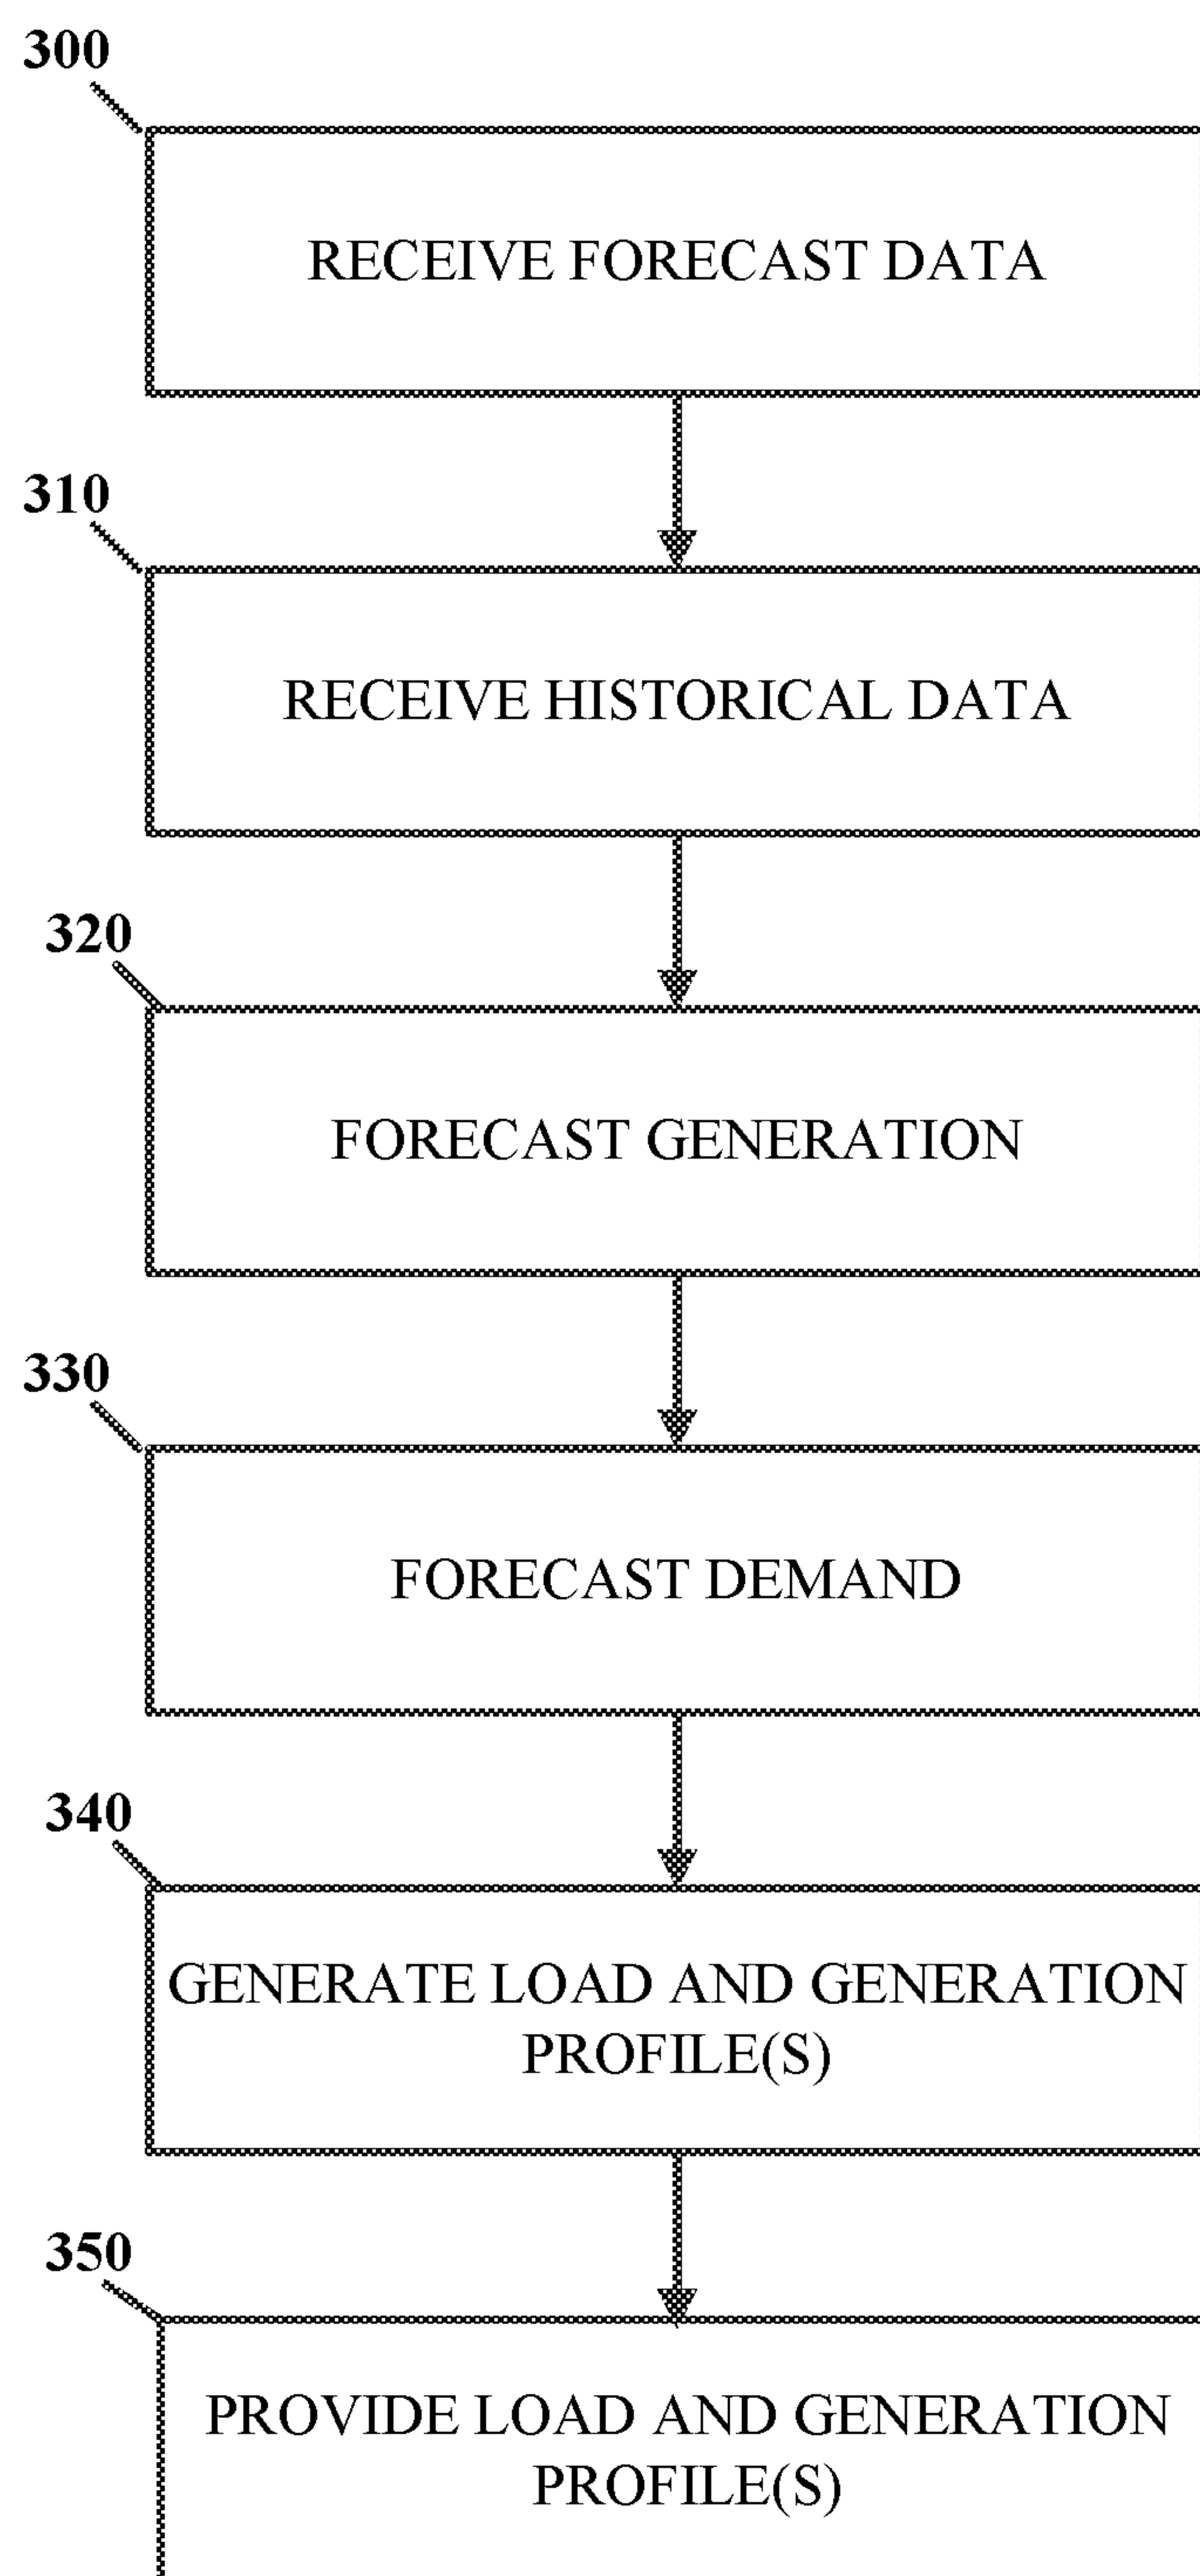 300
RECEIVE FORECAST DATA
310
RECEIVE HISTORICAL DATA
320
FORECAST GENERATION
330
FORECAST DEMAND
340
GENERATE LOAD AND GENERATION
PROFILE(S)
350
PROVIDE LOAD AND GENERATION
PROFILE(S)